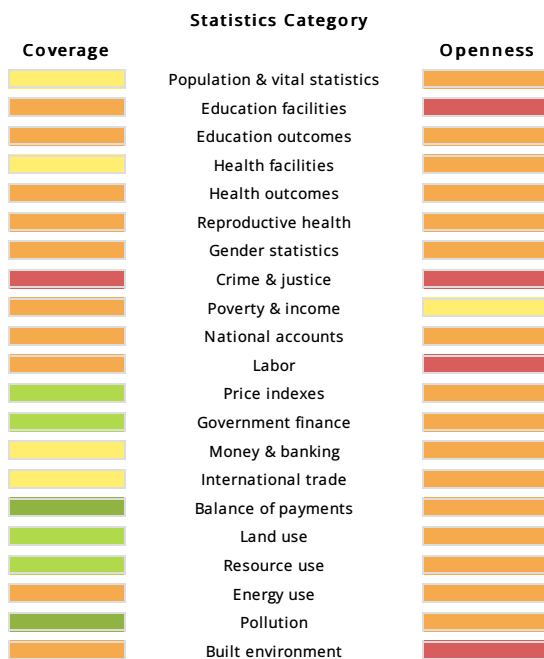 Statistics Category
Coverage
Openness
Population & vital statistics
Education facilities
Education outcomes
Health facilities
Health outcomes
Reproductive health
Gender statistics
Crime & justice
Poverty & income
National accounts
Labor
Price indexes
Government finance
Money & banking
International trade
Balance of payments
Land use
Resource use
Energy use
Pollution
Built environment